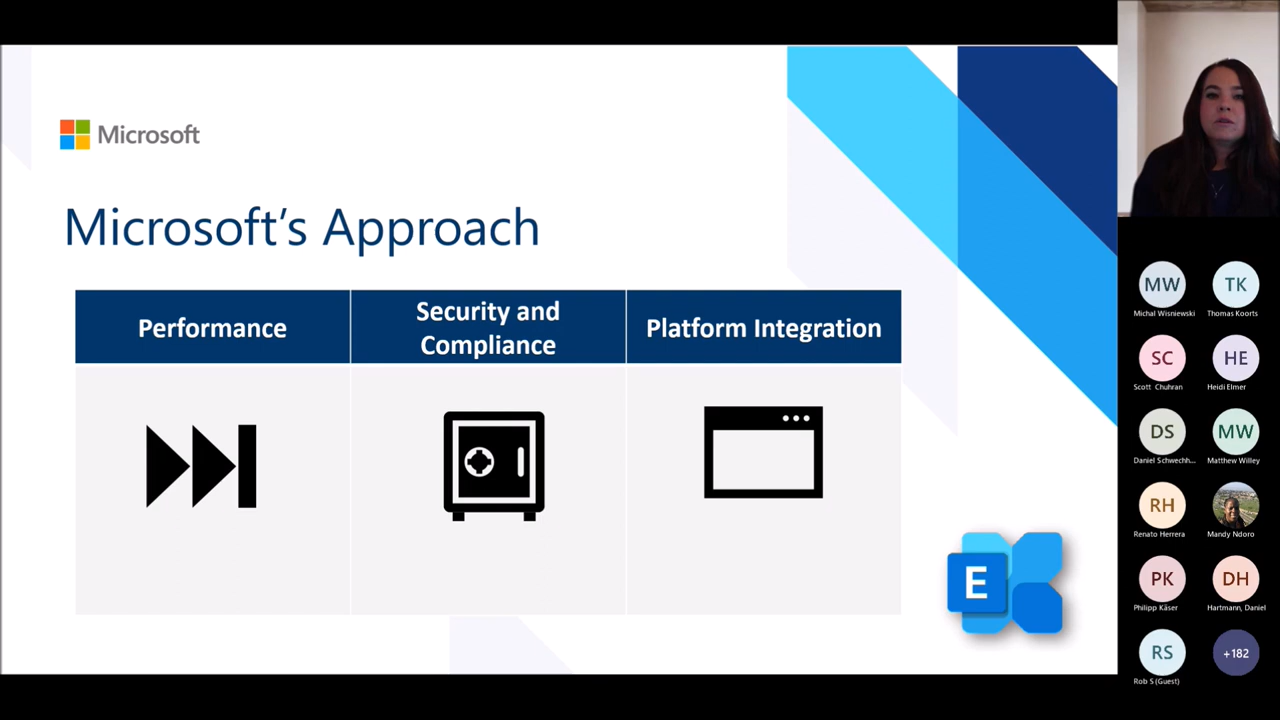 Microsoft
Microsoft's Approach
Performance
Security and
Compliance
Platform Integration
E
MW
Michal Wisniewski
TK
Thomas Koorts
SC
Scott Chuhran
HE
Heidi Elmer
DS
Daniel Schwechh...
MW
Matthew Willey
RH
Renato Herrera
Mandy Ndoro
PK
Philipp Käser
DH
Hartmann, Daniel
RS
Rob S (Guest)
+182